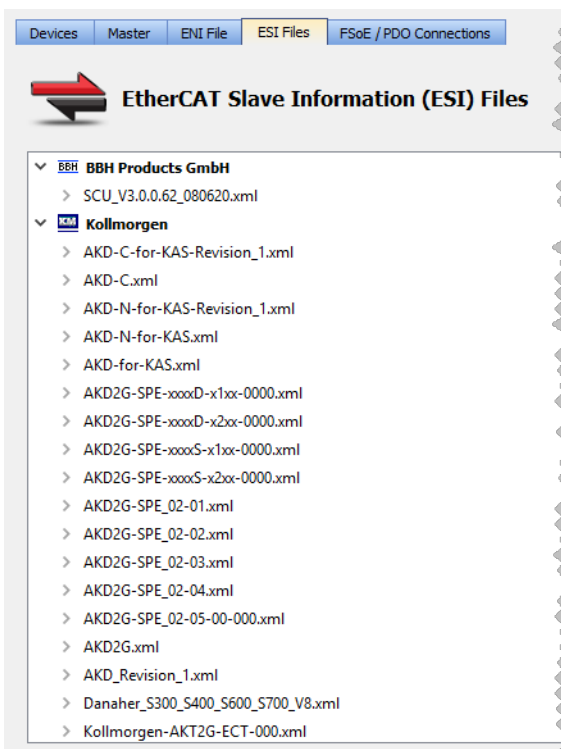 Devices Master ENI File ESI Files FSoE / PDO Connections
EtherCAT Slave Information (ESI) Files
BBH BBH Products GmbH
SCU_V3.0.0.62_080620.xml
KM Kollmorgen
AKD-C-for-KAS-Revision_1.xml
AKD-C.xml
AKD-N-for-KAS-Revision_1.xml
AKD-N-for-KAS.xml
AKD-for-KAS.xml
AKD2G-SPE-xxxxD-x1xx-0000.xml
AKD2G-SPE-xxxxD-x2xx-0000.xml
AKD2G-SPE-xxxxS-x1xx-0000.xml
AKD2G-SPE-xxxxS-x2xx-0000.xml
AKD2G-SPE_02-01.xml
AKD2G-SPE_02-02.xml
AKD2G-SPE_02-03.xml
AKD2G-SPE_02-04.xml
AKD2G-SPE_02-05-00-000.xml
AKD2G.xml
AKD_Revision_1.xml
Danaher_S300_S400_S600_S700_V8.xml
Kollmorgen-AKT2G-ECT-000.xml